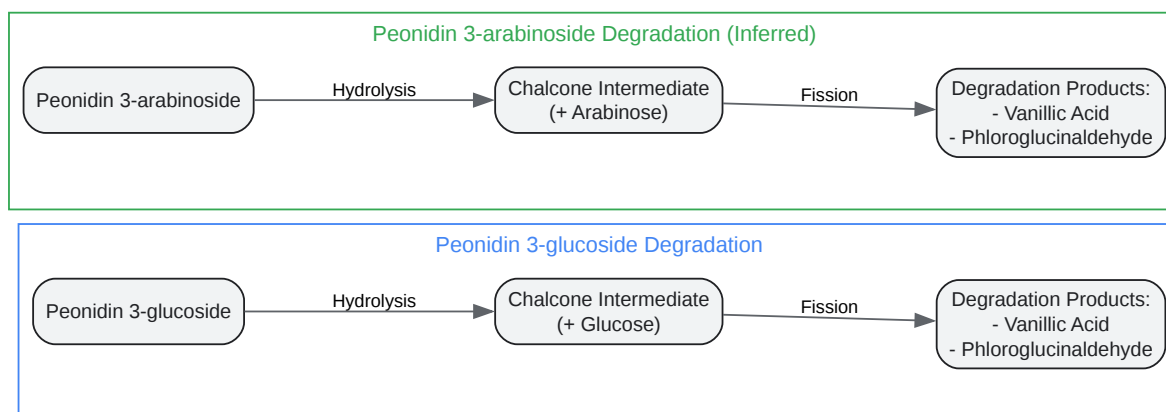 Peonidin 3-arabinoside Degradation (Inferred)
Peonidin 3-arabinoside
Hydrolysis
Chalcone Intermediate
(+ Arabinose)
Fission
Degradation Products:
- Vanillic Acid
- Phloroglucinaldehyde
Peonidin 3-glucoside Degradation
Peonidin 3-glucoside
Hydrolysis
Chalcone Intermediate
(+ Glucose)
Fission
Degradation Products:
- Vanillic Acid
- Phloroglucinaldehyde